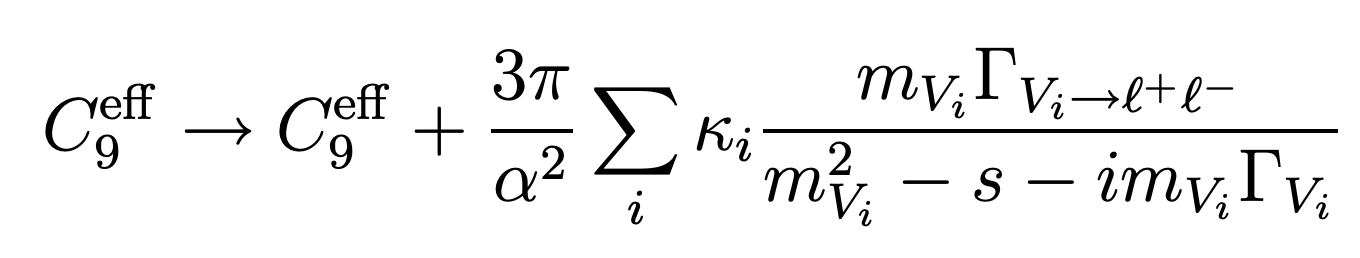 $C_9^{\text{eff}} \to C_9^{\text{eff}} + \frac{3\pi}{\alpha^2} \sum_i \kappa_i \frac{m_{V_i} \Gamma_{V_i \to \ell^+ \ell^-}}{m_{V_i}^2 - s - i m_{V_i} \Gamma_{V_i}}$